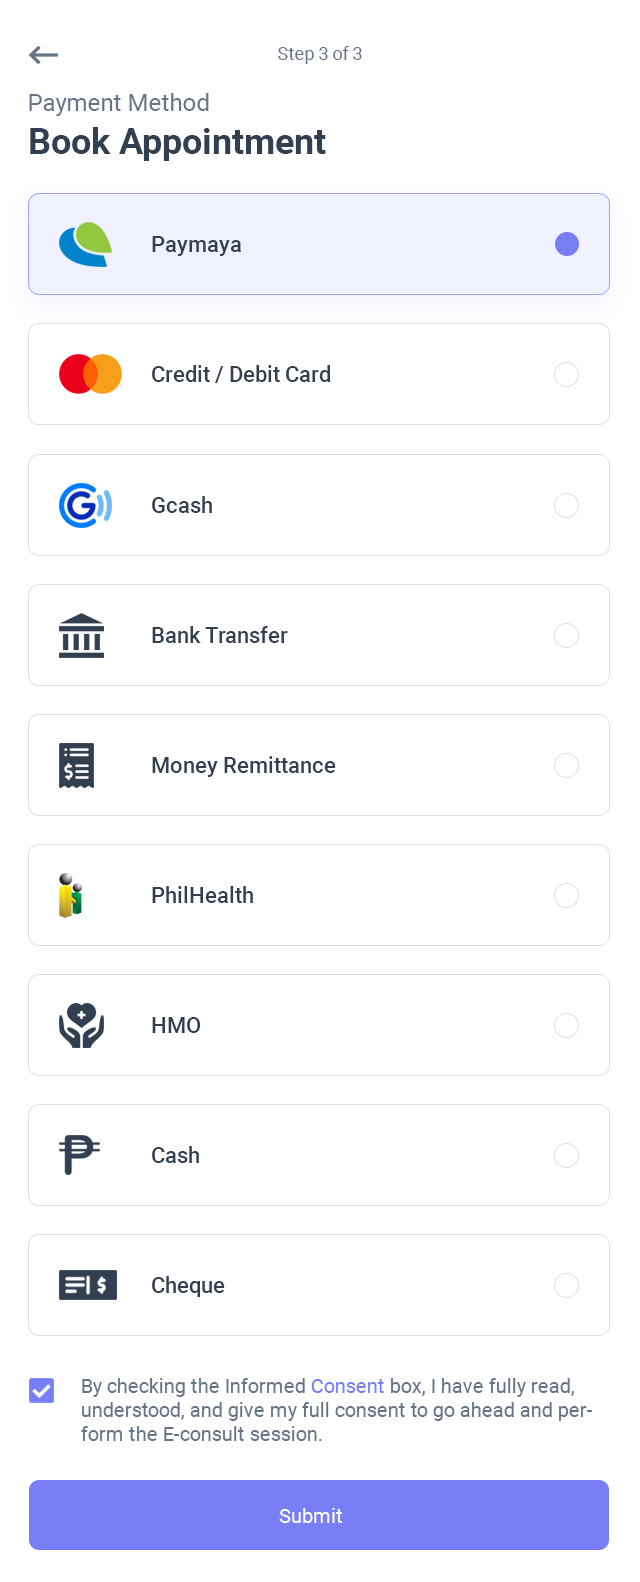 Step 3 of 3
Payment Method
Book Appointment
Paymaya
Credit / Debit Card
Gcash
Bank Transfer
Money Remittance
PhilHealth
HMO
Cash
Cheque
By checking the Informed Consent box, I have fully read,
understood, and give my full consent to go ahead and per-
form the E-consult session.
Submit